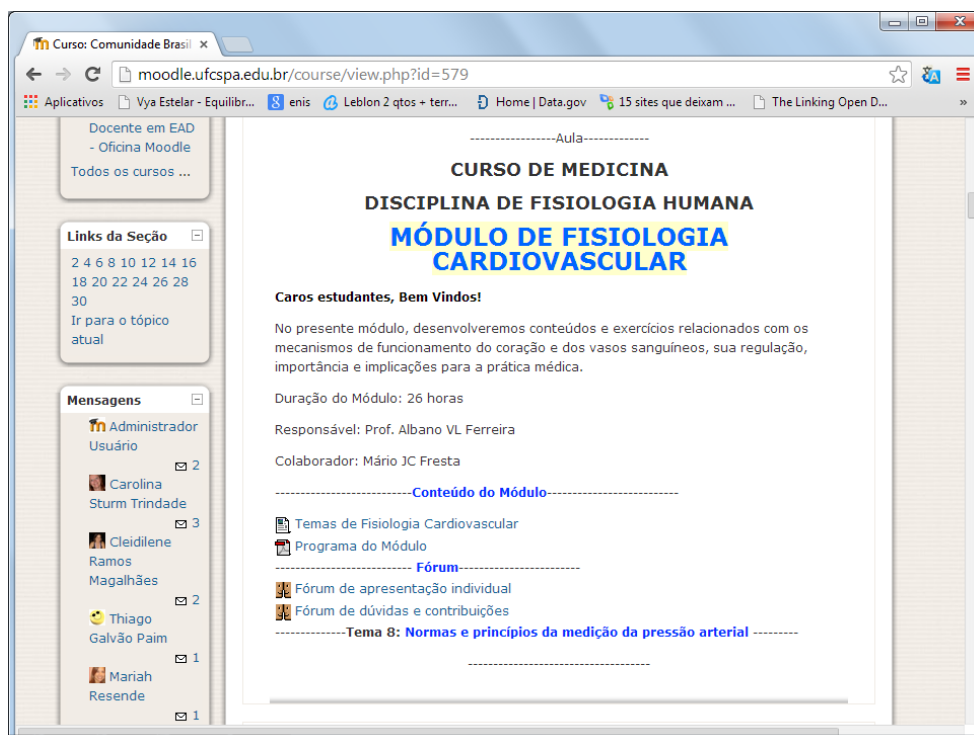 Curso: Comunidade Brasil
moodle.ufcspa.edu.br/course/view.php?id=579
Aplicativos Vya Estelar - Equilibr... enis Leblon 2 qtos + terr... Home | Data.gov 15 sites que deixam ... The Linking Open D... »
Docente em EAD
- Oficina Moodle
Todos os cursos ...
Links da Seção
2 4 6 8 10 12 14 16
18 20 22 24 26 28
30
Ir para o tópico
atual
Mensagens
Administrador
Usuário
2
Carolina
Sturm Trindade
3
Cleidilene
Ramos
Magalhães
2
Thiago
Galvão Paim
1
Mariah
Resende
1
-----------------Aula-------------
CURSO DE MEDICINA
DISCIPLINA DE FISIOLOGIA HUMANA
MÓDULO DE FISIOLOGIA
CARDIOVASCULAR
Caros estudantes, Bem Vindos!
No presente módulo, desenvolveremos conteúdos e exercícios relacionados com os
mecanismos de funcionamento do coração e dos vasos sanguíneos, sua regulação,
importância e implicações para a prática médica.
Duração do Módulo: 26 horas
Responsável: Prof. Albano VL Ferreira
Colaborador: Mário JC Fresta
---------------------------Conteúdo do Módulo--------------------------
Temas de Fisiologia Cardiovascular
Programa do Módulo
--------------------------- Fórum------------------------
Fórum de apresentação individual
Fórum de dúvidas e contribuições
--------------Tema 8: Normas e princípios da medição da pressão arterial ---------
------------------------------------